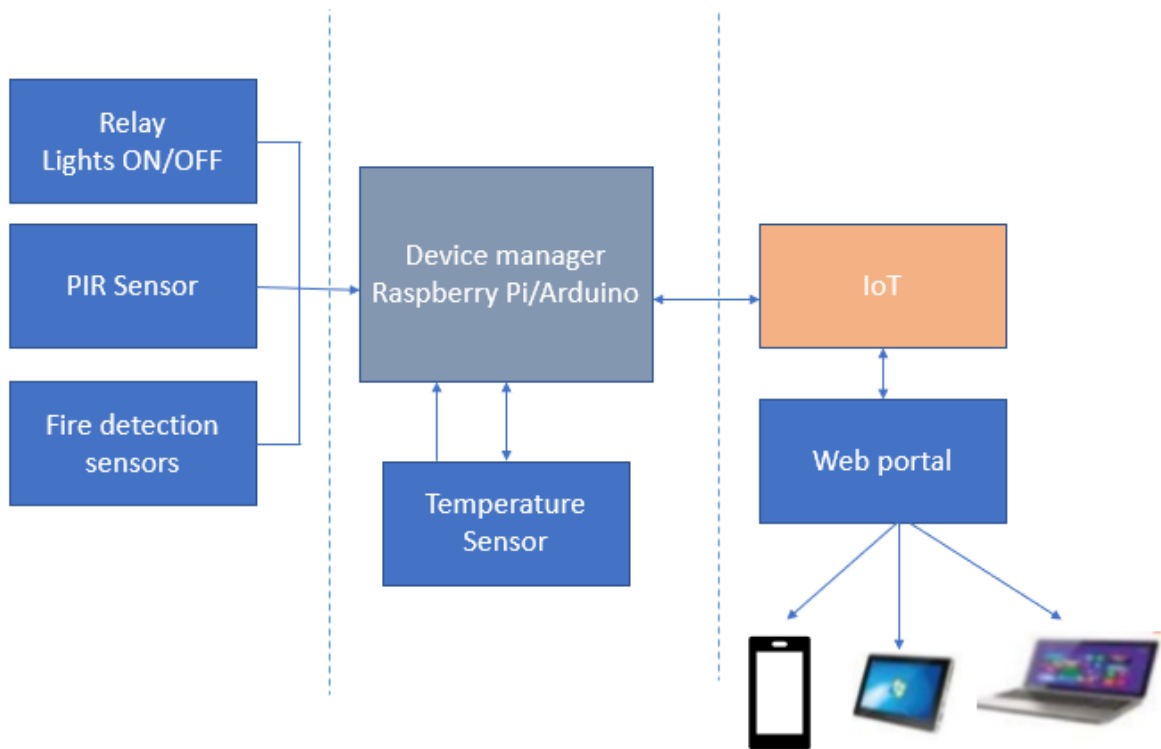 Relay
Lights ON/OFF
PIR Sensor
Fire detection
sensors
Device manager
Raspberry Pi/Arduino
Temperature
Sensor
IoT
Web portal